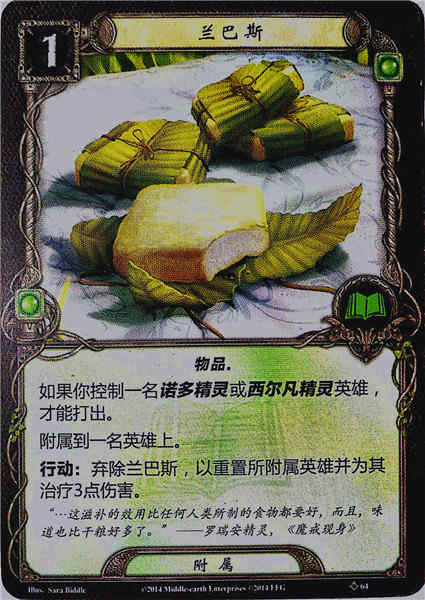 1
兰巴斯
物品.
如果你控制一名诺多精灵或西尔凡精灵英雄，
才能打出。
附属到一名英雄上。
行动：弃除兰巴斯，以重置所附属英雄并为其
治疗3点伤害。
“…这滋补的效用比任何人类所制的食物都要好，而且，味
道也比干粮好多了。” ——罗瑞安精灵，《魔戒现身》
附属
Illus. Sara Biddle ©2014 Middle-earth Enterprises ©2014 FFG 64